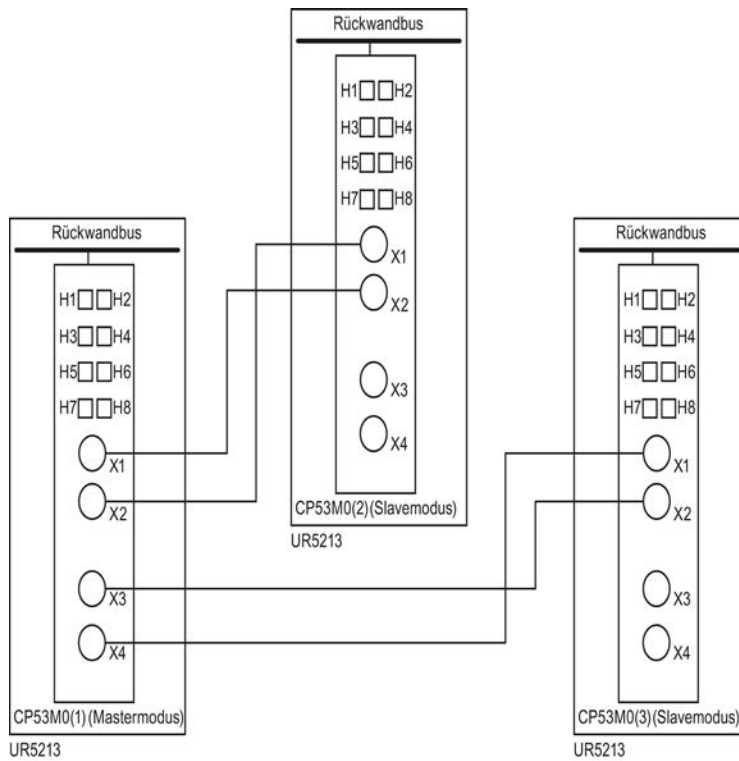 Rückwandbus
H1 H2
H3 H4
H5 H6
H7 H8
X1
X2
X3
X4
CP53M0(2)(Slavemodus)
UR5213
Rückwandbus
H1 H2
H3 H4
H5 H6
H7 H8
X1
X2
X3
X4
CP53M0(1)(Mastermodus)
UR5213
Rückwandbus
H1 H2
H3 H4
H5 H6
H7 H8
X1
X2
X3
X4
CP53M0(3)(Slavemodus)
UR5213